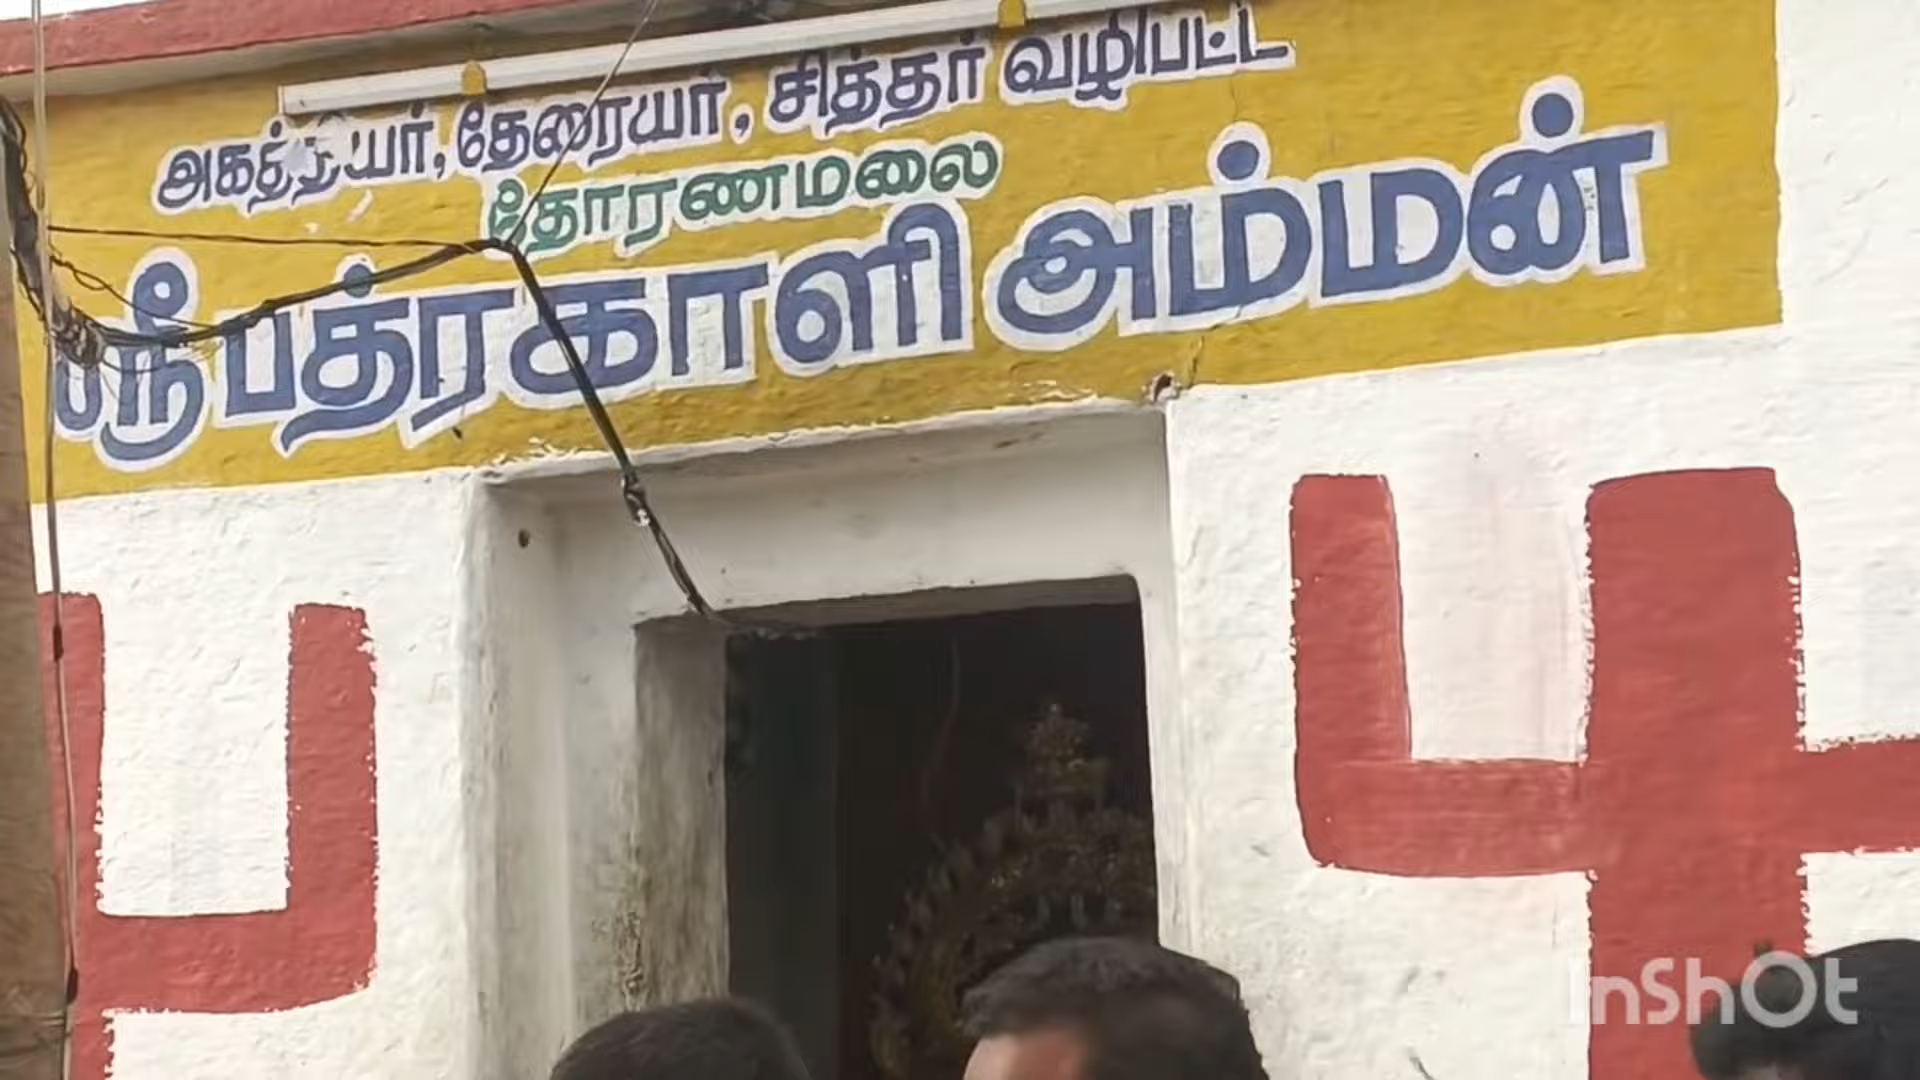 அகத்தியர், தேரையர், சித்தர் வழிபட்ட
தோரணமலை
ஸ்ரீ பத்ரகாளி அம்மன்
InShOt